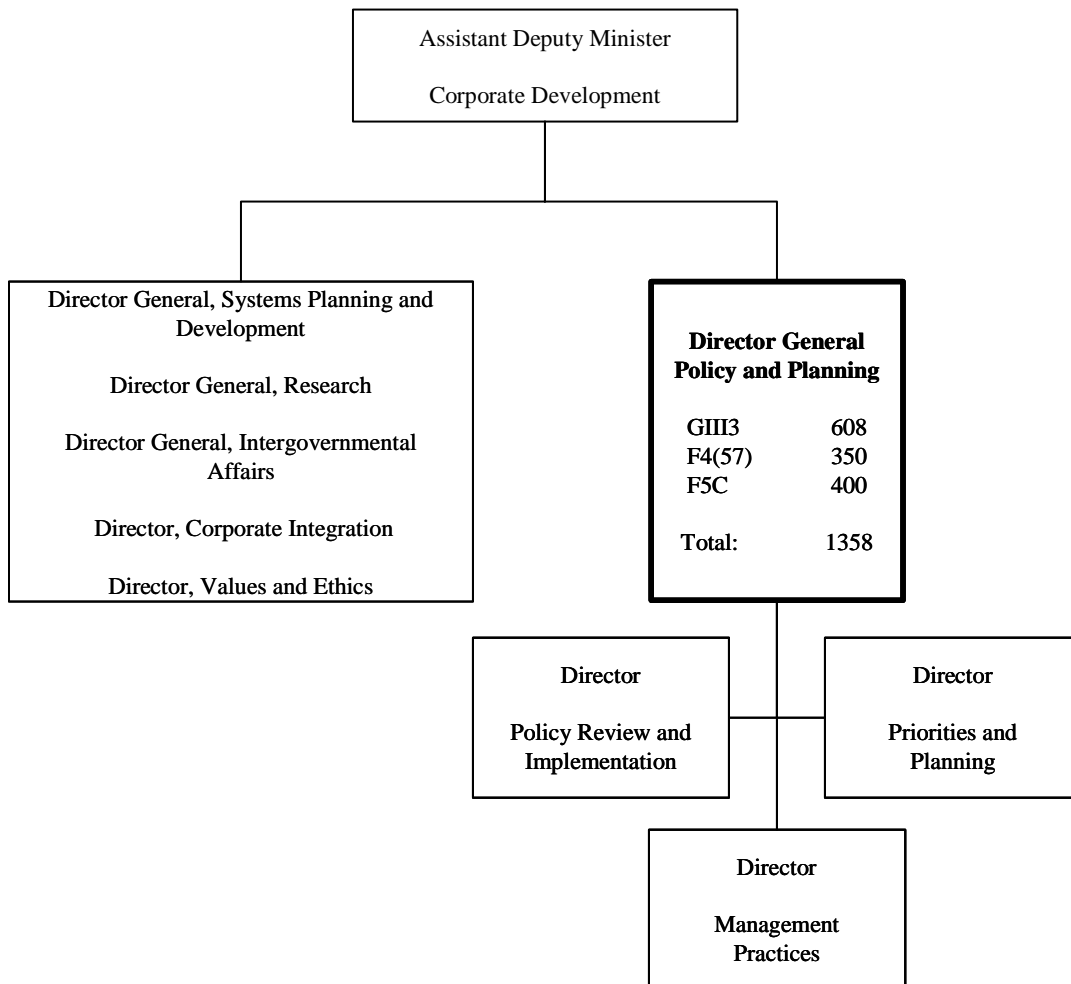 Assistant Deputy Minister
Corporate Development
Director General, Systems Planning and
Development
Director General, Research
Director General, Intergovernmental
Affairs
Director, Corporate Integration
Director, Values and Ethics
Director General
Policy and Planning
GIII3 608
F4(57) 350
F5C 400
Total: 1358
Director
Policy Review and
Implementation
Director
Priorities and
Planning
Director
Management
Practices